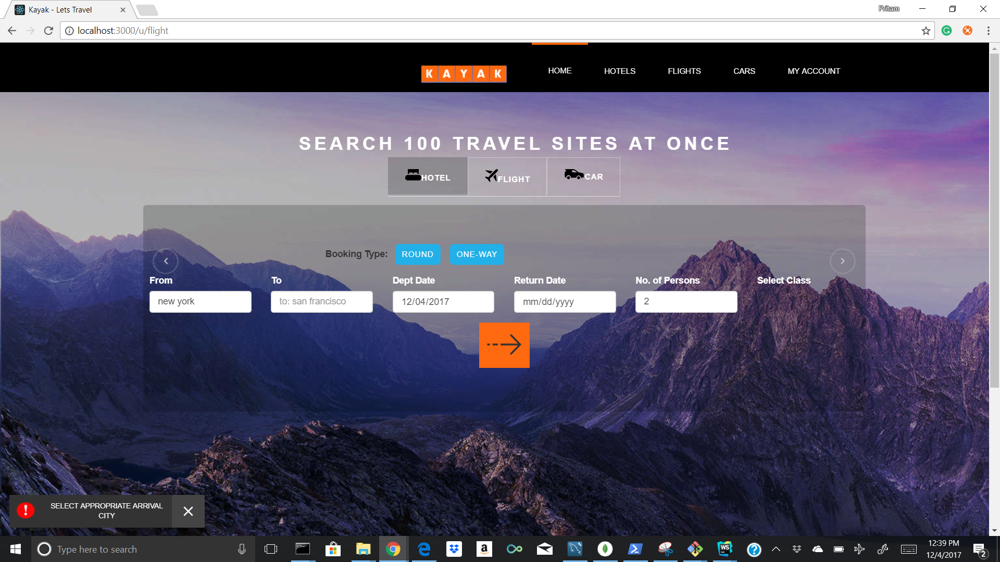 Kayak - Lets Travel
Pritam
localhost:3000/u/flight
KAYAK
HOME
HOTELS
FLIGHTS
CARS
MY ACCOUNT
SEARCH 100 TRAVEL SITES AT ONCE
HOTEL
FLIGHT
CAR
Booking Type:
ROUND
ONE-WAY
From
To
Dept Date
Return Date
No. of Persons
Select Class
new york
to: san francisco
12/04/2017
mm/dd/yyyy
2
SELECT APPROPRIATE ARRIVAL
CITY
Type here to search
a
WS
12:39 PM
12/4/2017
2